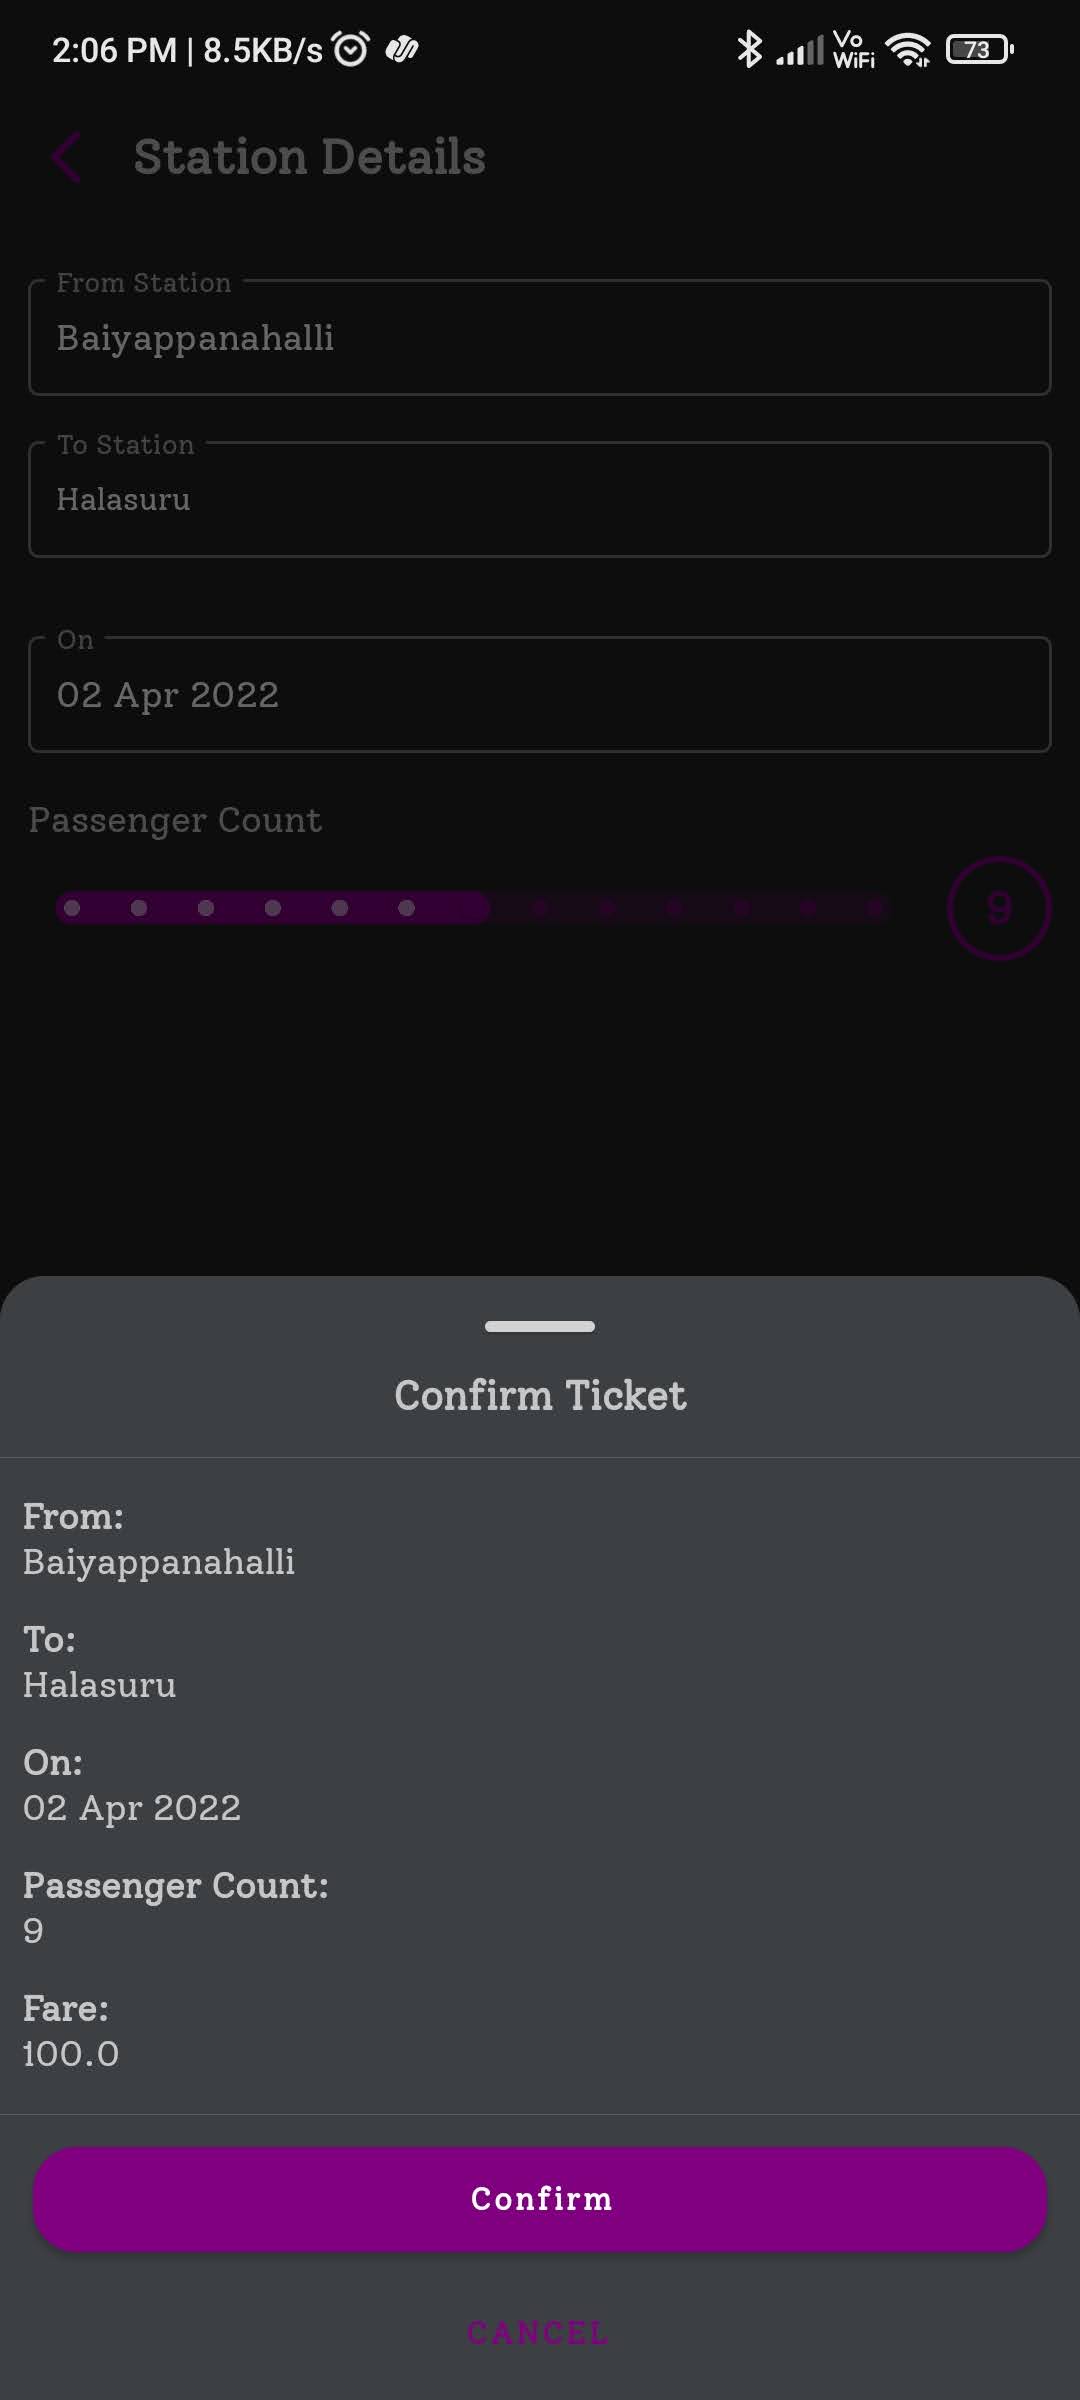 2:06 PM | 8.5KB/s Vo WiFi 73
Station Details
From Station
Baiyappanahalli
To Station
Halasuru
On
02 Apr 2022
Passenger Count
9
Confirm Ticket
From:
Baiyappanahalli
To:
Halasuru
On:
02 Apr 2022
Passenger Count:
9
Fare:
100.0
Confirm
CANCEL